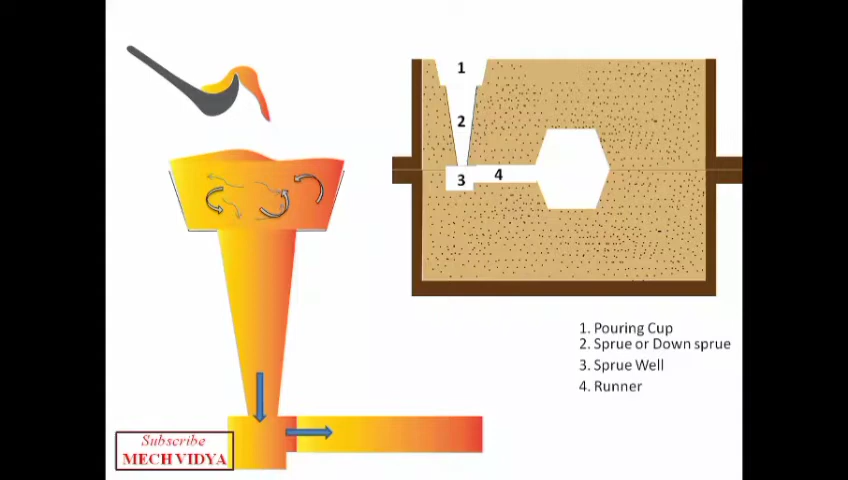 1
2
3
4
1. Pouring Cup
2. Sprue or Down sprue
3. Sprue Well
4. Runner
Subscribe
MECH VIDYA